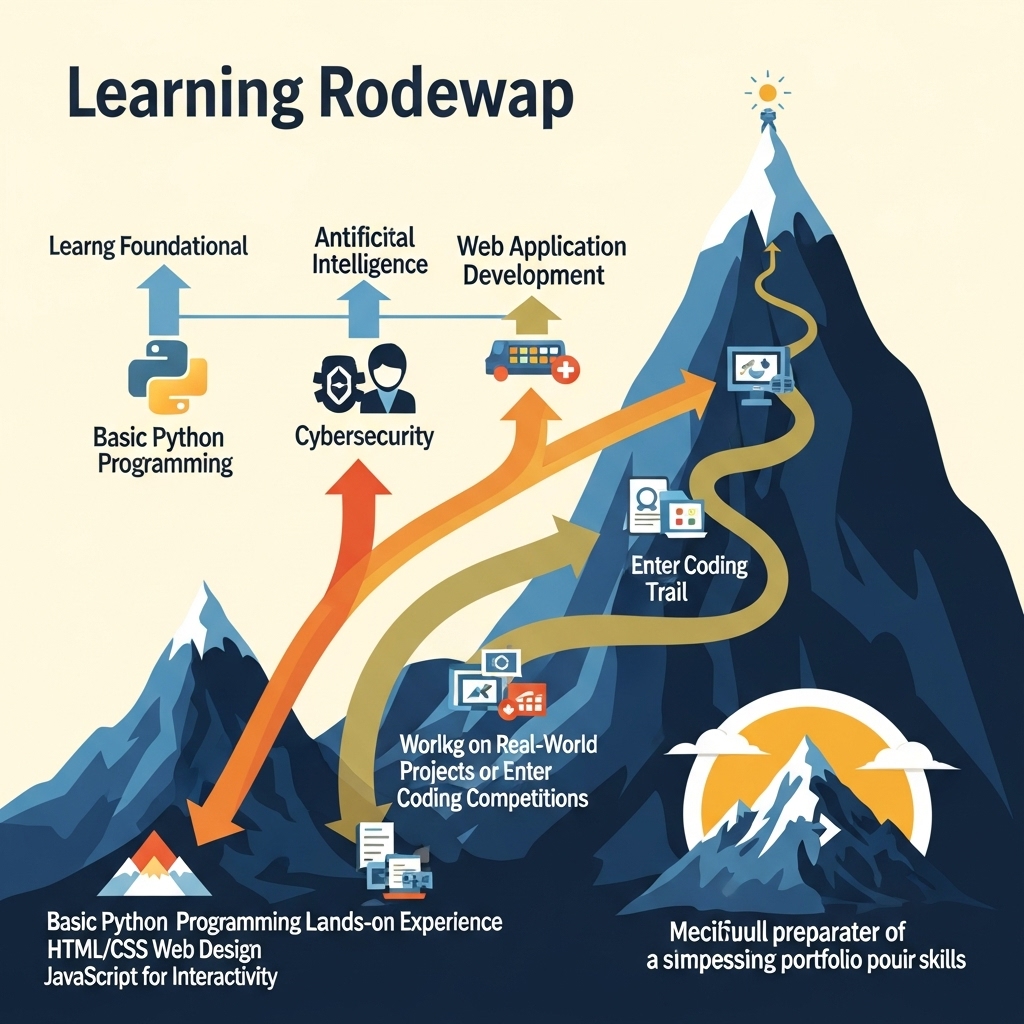 Learning Rodewap
Learng Foundational
Antificital
Intelligence
Web Application
Development
Basic Python
Programming
Cybersecurity
Enter Coding
Trail
Worlkg on Real-World
Projects or Enter
Coding Competitions
Basic Python Programming Lands-on Experience
HTML/CSS Web Design
JavaScript for Interactivity
Mecifiuull preparater of
a simpessing portfolio pouir skills